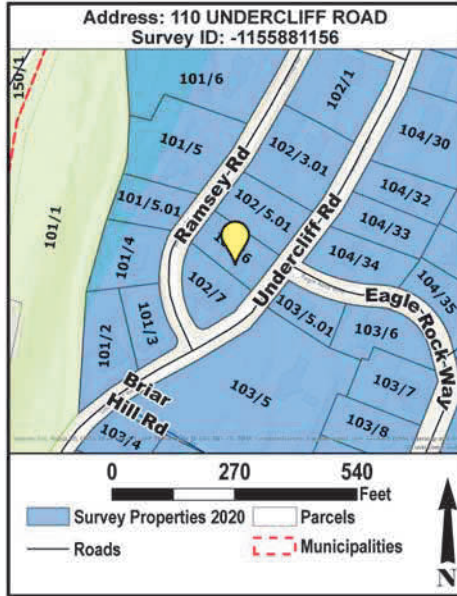 Address: 110 UNDERCLIFF ROAD
Survey ID: -1155881156
150/1
101/6
102/1
104/30
101/5
102/3.01
104/32
101/5.01
Ramsey-Rd
102/5.01
104/33
101/1
101/4
Undercliff-Rd
104/34
104/35
102/7
103/5.01
Eagle Rock-Way
101/2
101/3
103/6
Briar
Hill-Rd
103/5
103/7
103/4
103/8
0 270 540
Feet
Survey Properties 2020
Parcels
Roads
Municipalities
N